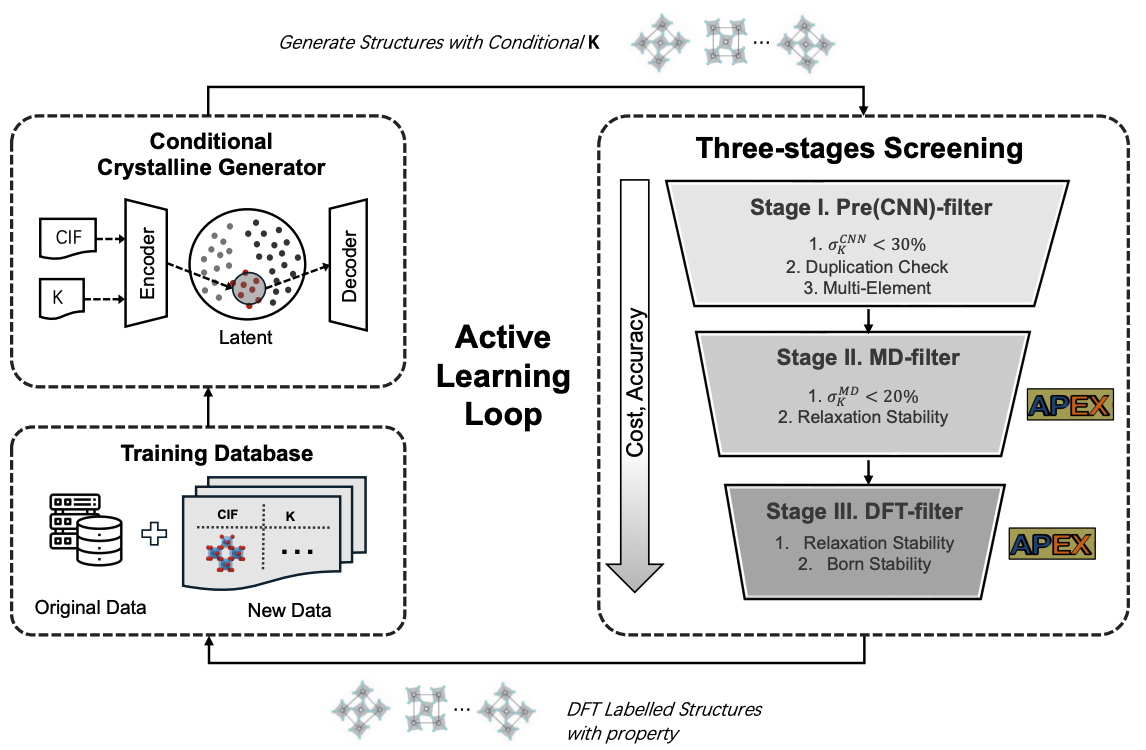 Generate Structures with Conditional K
...
Conditional
Crystalline Generator
CIF
K
Encoder
Latent
Decoder
Active
Learning
Loop
Training Database
CIF
K
...
Original Data
New Data
Three-stages Screening
Cost, Accuracy
Stage I. Pre(CNN)-filter
1. σ_K^CNN < 30%
2. Duplication Check
3. Multi-Element
Stage II. MD-filter
1. σ_K^MD < 20%
2. Relaxation Stability
APEX
Stage III. DFT-filter
1. Relaxation Stability
2. Born Stability
APEX
...
DFT Labelled Structures
with property